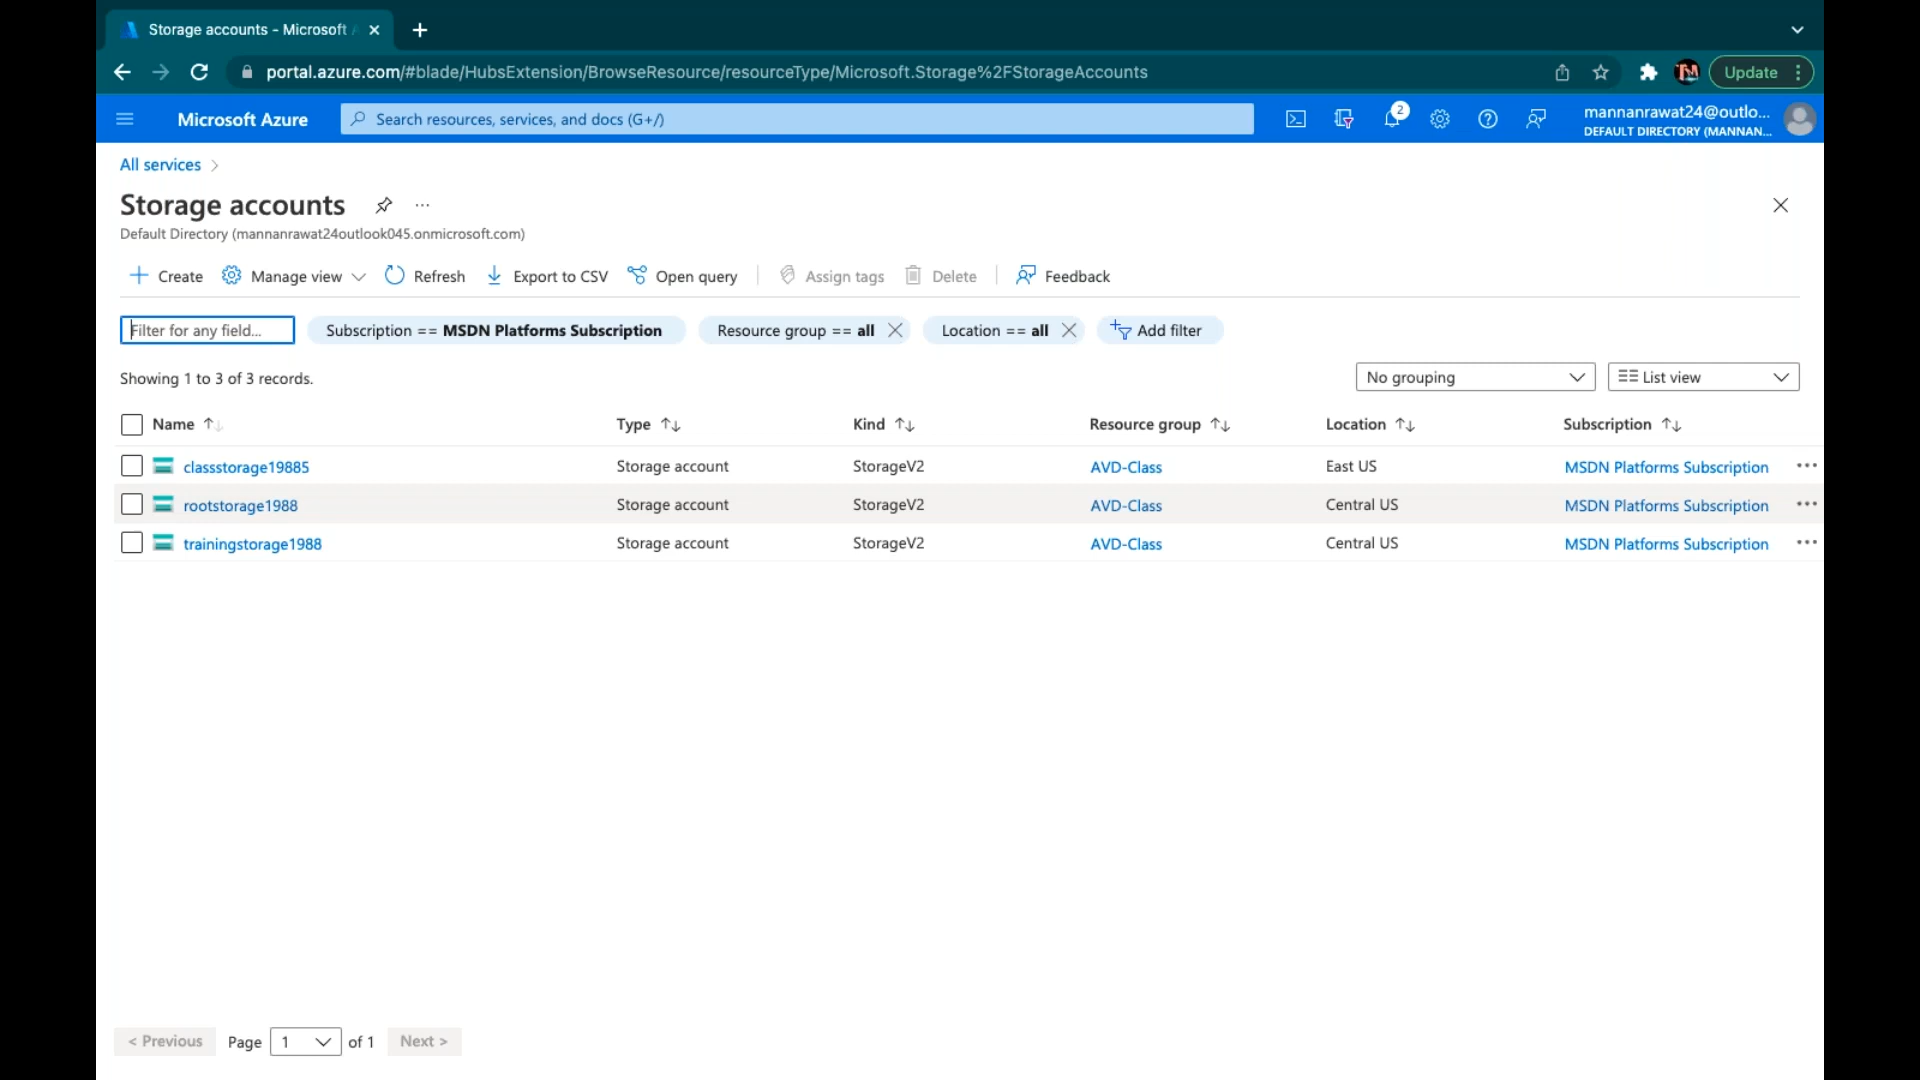 Storage accounts - Microsoft
portal.azure.com/#blade/HubsExtension/BrowseResource/resourceType/Microsoft.Storage%2FStorageAccounts
Update
Microsoft Azure
Search resources, services, and docs (G+/)
2
mannanrawat24@outlo...
DEFAULT DIRECTORY (MANNAN...
All services
Storage accounts
Default Directory (mannanrawat24outlook045.onmicrosoft.com)
Create Manage view Refresh Export to CSV Open query Assign tags Delete Feedback
Filter for any field... Subscription == MSDN Platforms Subscription Resource group == all Location == all Add filter
Showing 1 to 3 of 3 records. No grouping List view
Name Type Kind Resource group Location Subscription
classstorage19885 Storage account StorageV2 AVD-Class East US MSDN Platforms Subscription
rootstorage1988 Storage account StorageV2 AVD-Class Central US MSDN Platforms Subscription
trainingstorage1988 Storage account StorageV2 AVD-Class Central US MSDN Platforms Subscription
< Previous Page 1 of 1 Next >